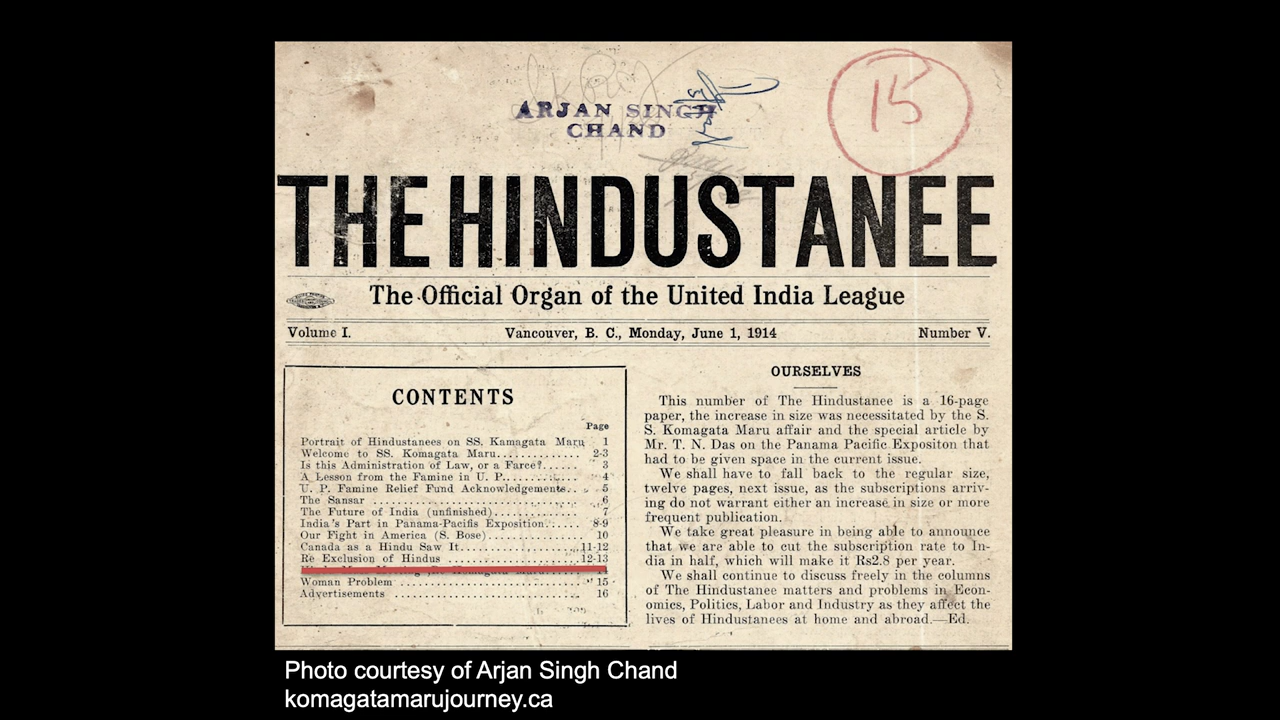 15
ARJAN SINGH
CHAND
THE HINDUSTANEE
The Official Organ of the United India League
Volume I.
Vancouver, B. C., Monday, June 1, 1914
Number V.
CONTENTS
Page
Portrait of Hindustanees on SS. Kamagata Maru 1
Welcome to SS. Komagata Maru............. 2-3
Is this Administration of Law, or a Farce?...... 3
A Lesson from the Famine in U. P............ 4
U. P. Famine Relief Fund Acknowledgements.. 5
The Sansar .............................. 6
The Future of India (unfinished)............. 7
India's Part in Panama-Pacifis Exposition...... 8-9
Our Fight in America (S. Bose)............... 10
Canada as a Hindu Saw It...................11-12
Re Exclusion of Hindus ....................12-13
Woman Problem ......................... 15
Advertisements .......................... 16
OURSELVES
This number of The Hindustanee is a 16-page
paper, the increase in size was necessitated by the S.
S. Komagata Maru affair and the special article by
Mr. T. N. Das on the Panama Pacific Expositon that
had to be given space in the current issue.
We shall have to fall back to the regular size,
twelve pages, next issue, as the subscriptions arriv-
ing do not warrant either an increase in size or more
frequent publication.
We take great pleasure in being able to announce
that we are able to cut the subscription rate to In-
dia in half, which will make it Rs2.8 per year.
We shall continue to discuss freely in the columns
of The Hindustanee matters and problems in Econ-
omics, Politics, Labor and Industry as they affect the
lives of Hindustanees at home and abroad.—Ed.
Photo courtesy of Arjan Singh Chand
komagatamarujourney.ca